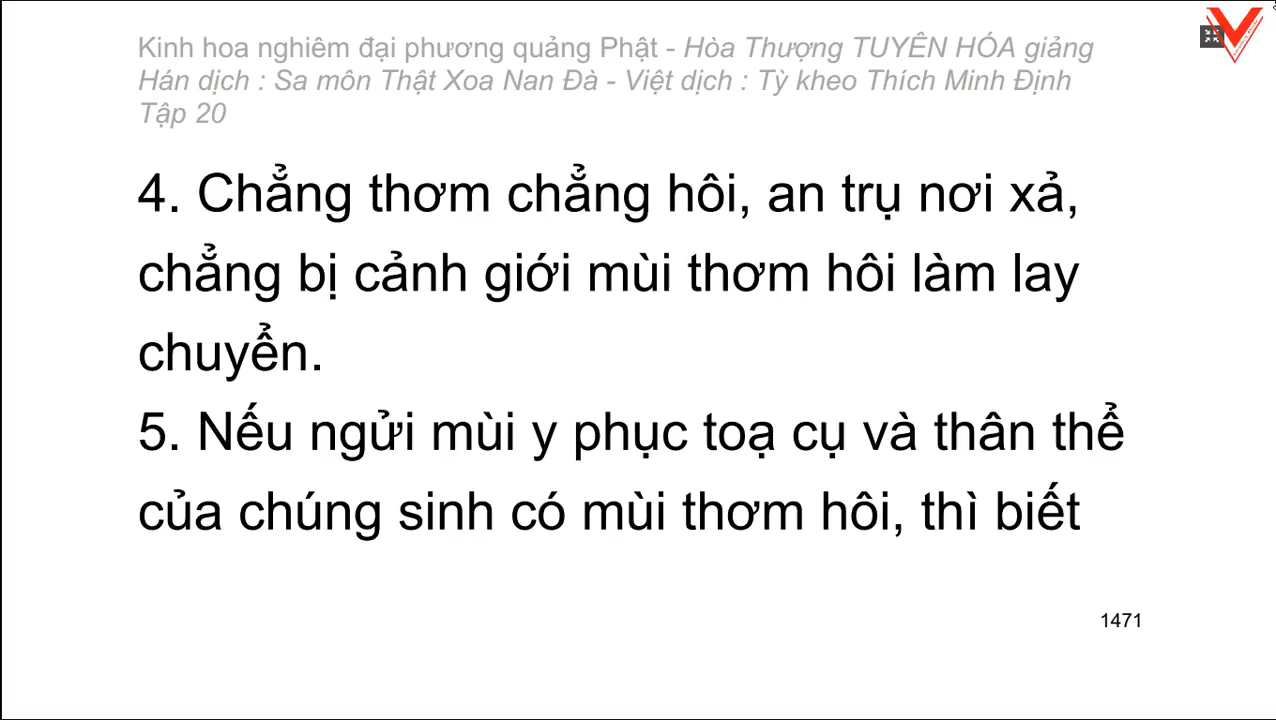 Kinh hoa nghiêm đại phương quảng Phật - Hòa Thượng TUYÊN HÓA giảng
Hán dịch : Sa môn Thật Xoa Nan Đà - Việt dịch : Tỳ kheo Thích Minh Định
Tập 20
4. Chẳng thơm chẳng hôi, an trụ nơi xả,
chẳng bị cảnh giới mùi thơm hôi làm lay
chuyển.
5. Nếu ngửi mùi y phục toạ cụ và thân thể
của chúng sinh có mùi thơm hôi, thì biết
1471